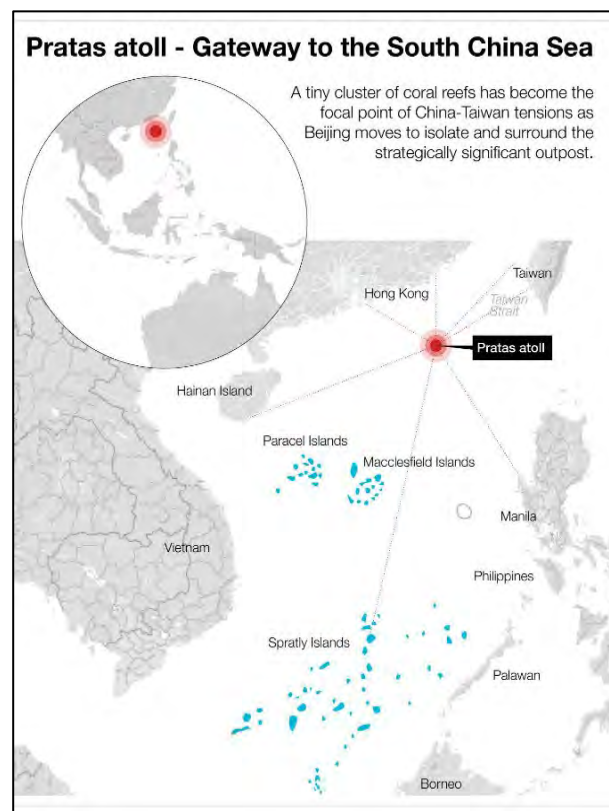 Pratas atoll - Gateway to the South China Sea
A tiny cluster of coral reefs has become the
focal point of China-Taiwan tensions as
Beijing moves to isolate and surround the
strategically significant outpost.
Taiwan
Hong Kong
Taiwan
Strait
Pratas atoll
Hainan Island
Paracel Islands
Macclesfield Islands
Manila
Vietnam
Philippines
Spratly Islands
Palawan
Borneo